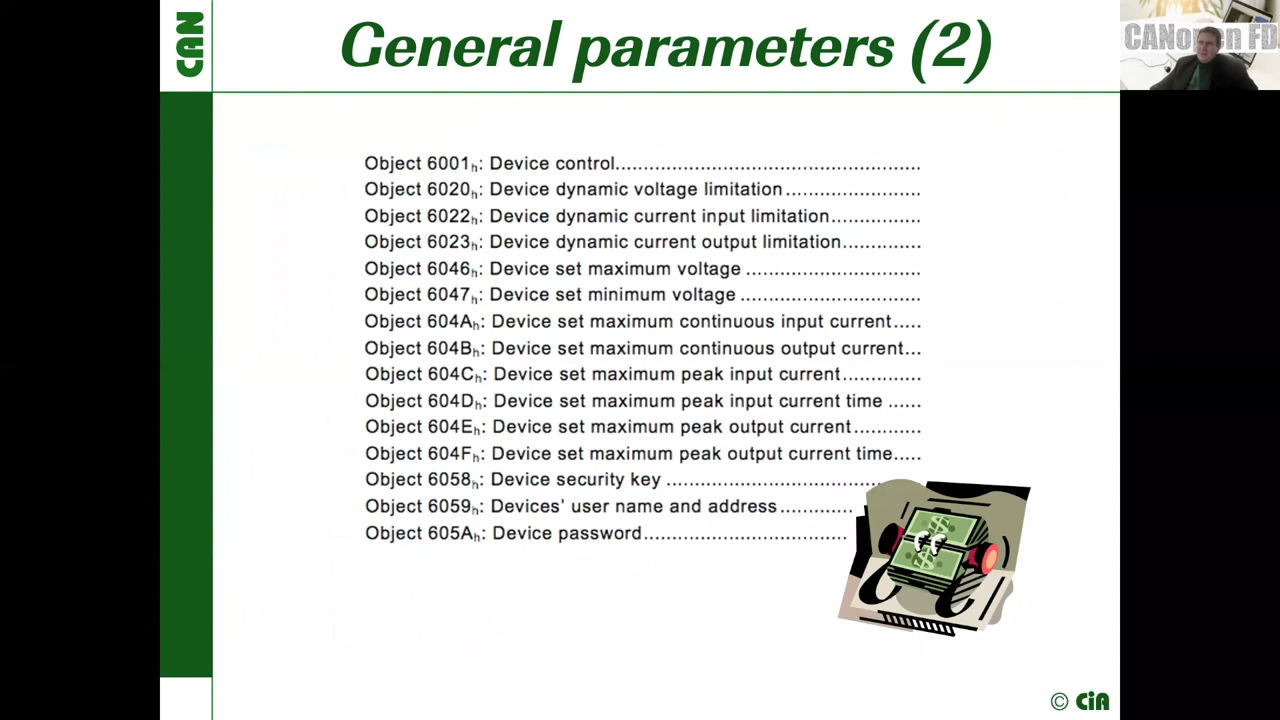 CAN
General parameters (2)
CANopen FD
Object 6001h: Device control......................................................
Object 6020h: Device dynamic voltage limitation........................
Object 6022h: Device dynamic current input limitation................
Object 6023h: Device dynamic current output limitation..............
Object 6046h: Device set maximum voltage ...............................
Object 6047h: Device set minimum voltage ................................
Object 604Ah: Device set maximum continuous input current.....
Object 604Bh: Device set maximum continuous output current...
Object 604Ch: Device set maximum peak input current..............
Object 604Dh: Device set maximum peak input current time ......
Object 604Eh: Device set maximum peak output current............
Object 604Fh: Device set maximum peak output current time.....
Object 6058h: Device security key .............................................
Object 6059h: Devices’ user name and address.............
Object 605Ah: Device password....................................
© CiA